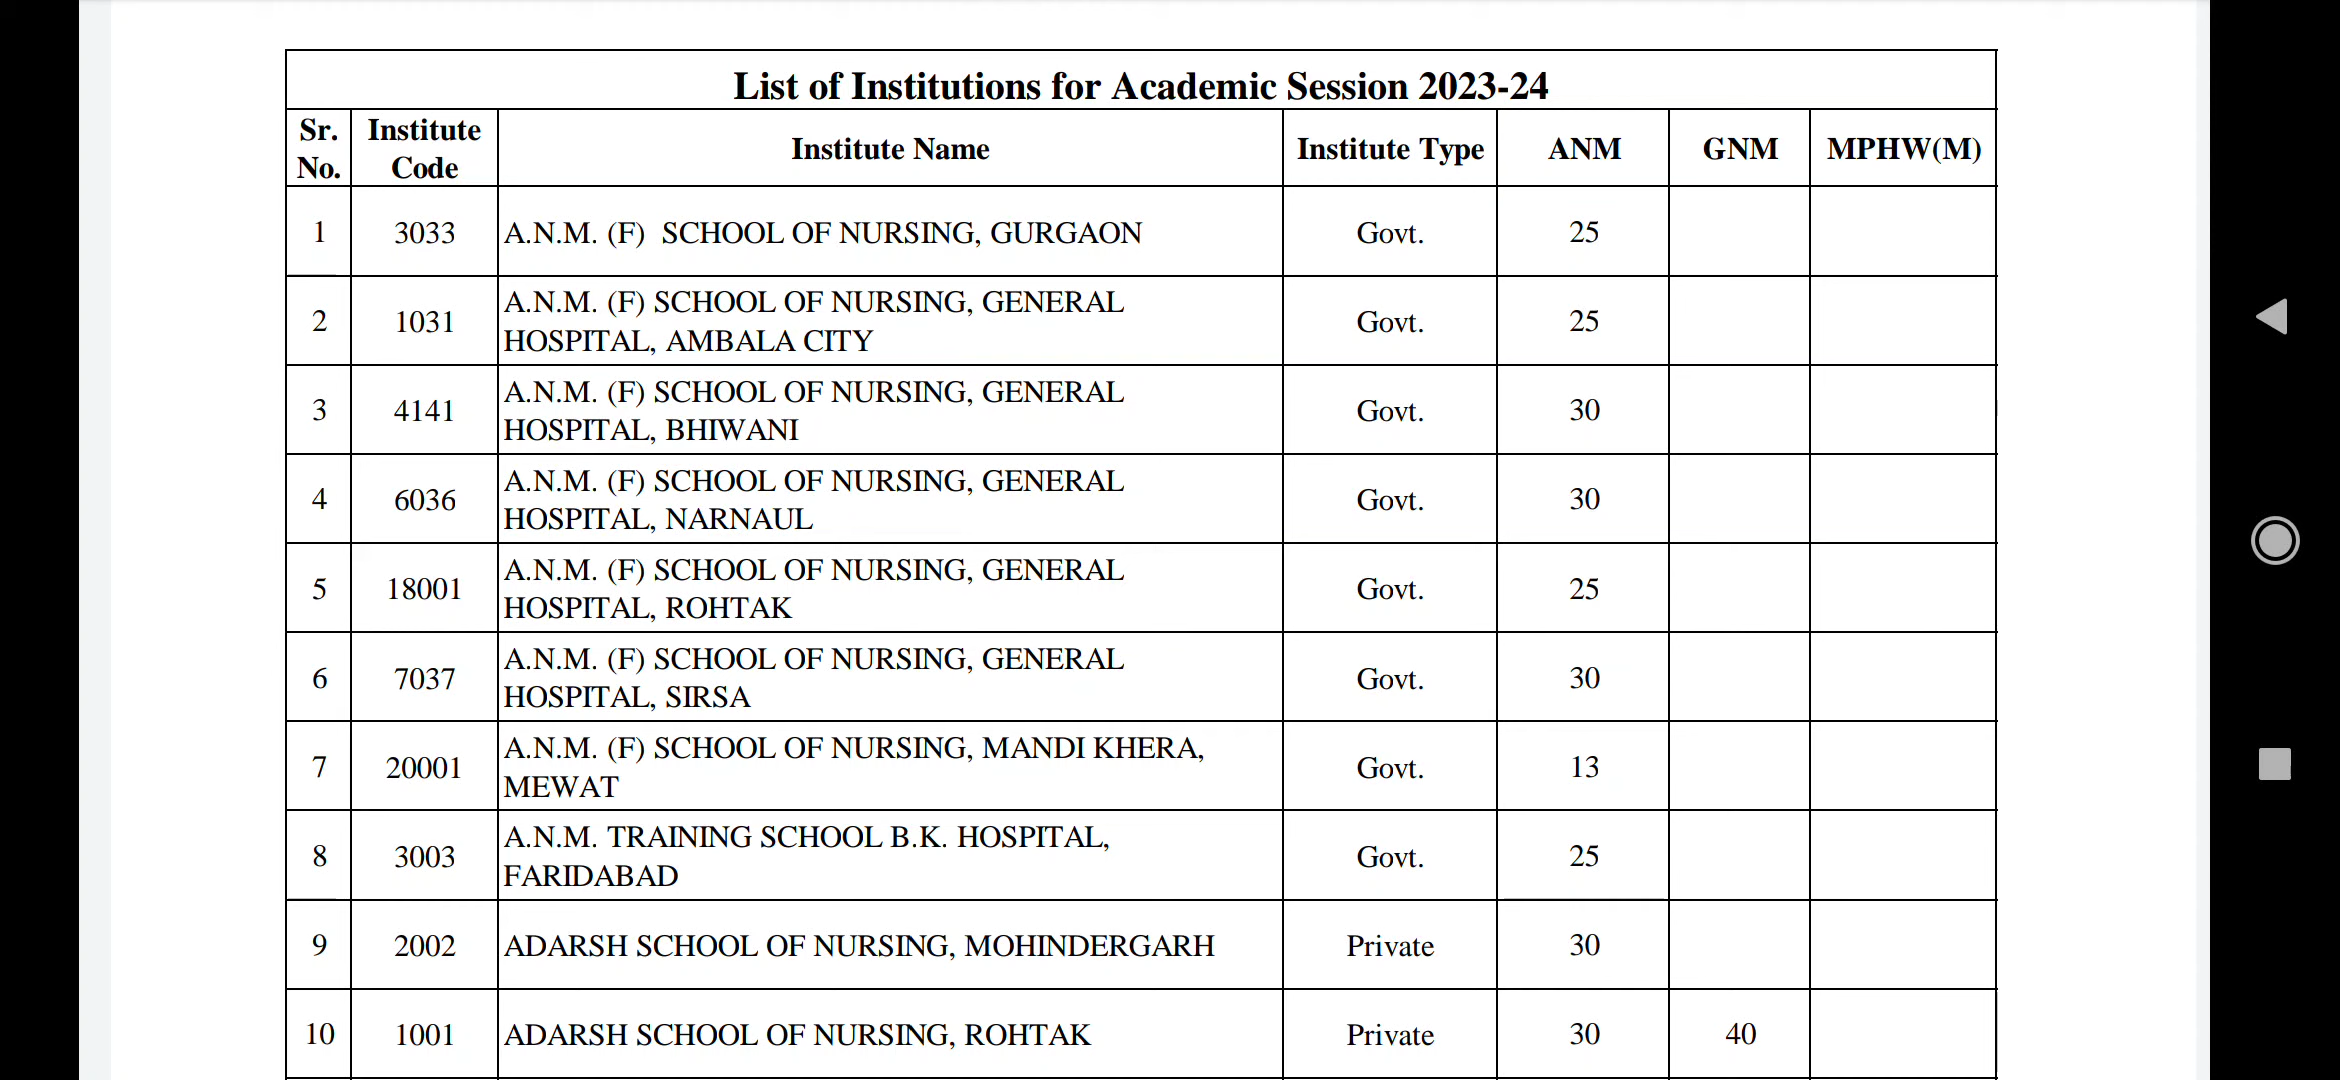 List of Institutions for Academic Session 2023-24
Sr. No. Institute Code Institute Name Institute Type ANM GNM MPHW(M)
1 3033 A.N.M. (F)  SCHOOL OF NURSING, GURGAON Govt. 25
2 1031 A.N.M. (F) SCHOOL OF NURSING, GENERAL
HOSPITAL, AMBALA CITY Govt. 25
3 4141 A.N.M. (F) SCHOOL OF NURSING, GENERAL
HOSPITAL, BHIWANI Govt. 30
4 6036 A.N.M. (F) SCHOOL OF NURSING, GENERAL
HOSPITAL, NARNAUL Govt. 30
5 18001 A.N.M. (F) SCHOOL OF NURSING, GENERAL
HOSPITAL, ROHTAK Govt. 25
6 7037 A.N.M. (F) SCHOOL OF NURSING, GENERAL
HOSPITAL, SIRSA Govt. 30
7 20001 A.N.M. (F) SCHOOL OF NURSING, MANDI KHERA,
MEWAT Govt. 13
8 3003 A.N.M. TRAINING SCHOOL B.K. HOSPITAL,
FARIDABAD Govt. 25
9 2002 ADARSH SCHOOL OF NURSING, MOHINDERGARH Private 30
10 1001 ADARSH SCHOOL OF NURSING, ROHTAK Private 30 40